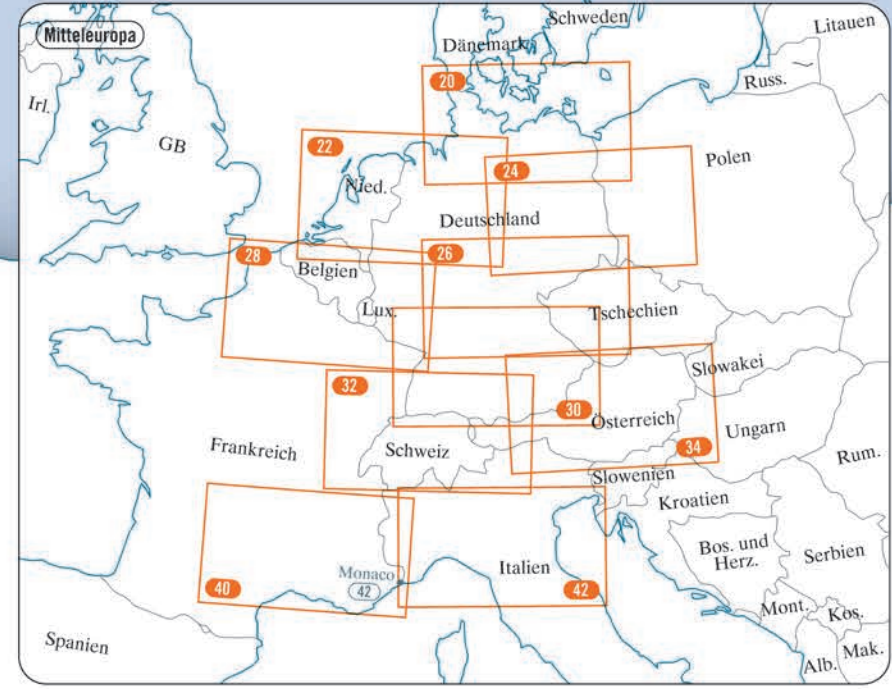 Mitteleuropa
Schweden
Litauen
Dänemark
Russ.
20
Irl.
GB
22
Polen
24
Nied.
Deutschland
28
26
Belgien
Lux.
Tschechien
Slowakei
32
30
Österreich
Ungarn
34
Frankreich
Schweiz
Rum.
Slowenien
Kroatien
Bos. und
Herz.
Serbien
Italien
Monaco
42
40
42
Mont.
Kos.
Spanien
Alb.
Mak.